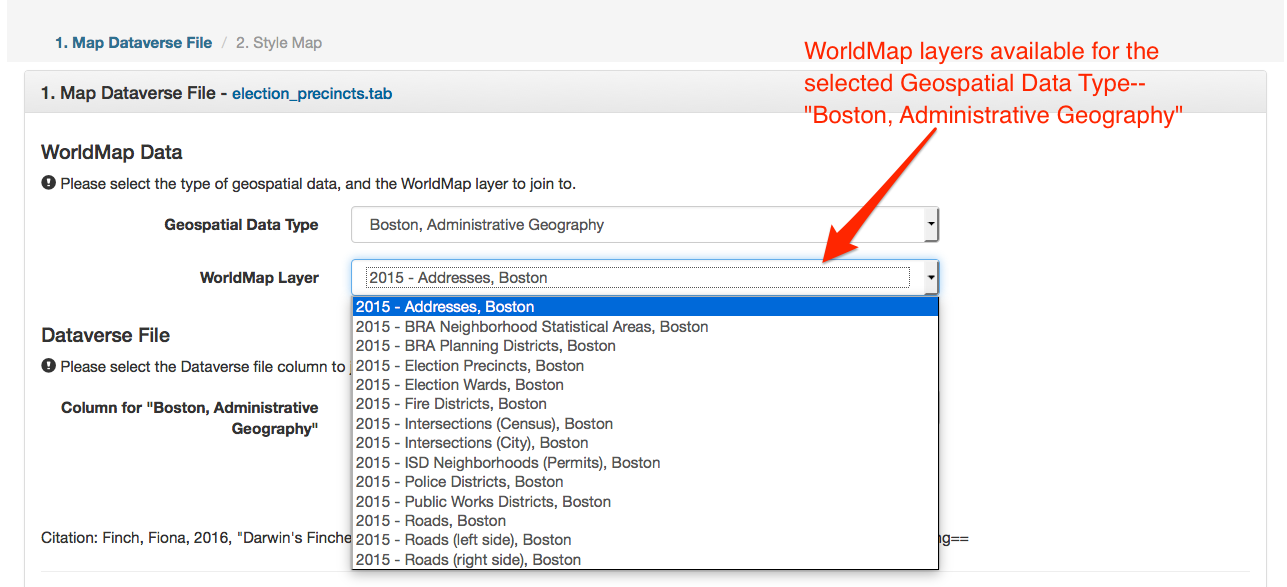 1. Map Dataverse File / 2. Style Map
WorldMap layers available for the
selected Geospatial Data Type--
"Boston, Administrative Geography"
1. Map Dataverse File - election_precincts.tab
WorldMap Data
Please select the type of geospatial data, and the WorldMap layer to join to.
Geospatial Data Type
Boston, Administrative Geography
WorldMap Layer
2015 - Addresses, Boston
2015 - Addresses, Boston
2015 - BRA Neighborhood Statistical Areas, Boston
2015 - BRA Planning Districts, Boston
2015 - Election Precincts, Boston
2015 - Election Wards, Boston
2015 - Fire Districts, Boston
2015 - Intersections (Census), Boston
2015 - Intersections (City), Boston
2015 - ISD Neighborhoods (Permits), Boston
2015 - Police Districts, Boston
2015 - Public Works Districts, Boston
2015 - Roads, Boston
2015 - Roads (left side), Boston
2015 - Roads (right side), Boston
Dataverse File
Please select the Dataverse file column to
Column for "Boston, Administrative
Geography"
Citation: Finch, Fiona, 2016, "Darwin's Finche ng==